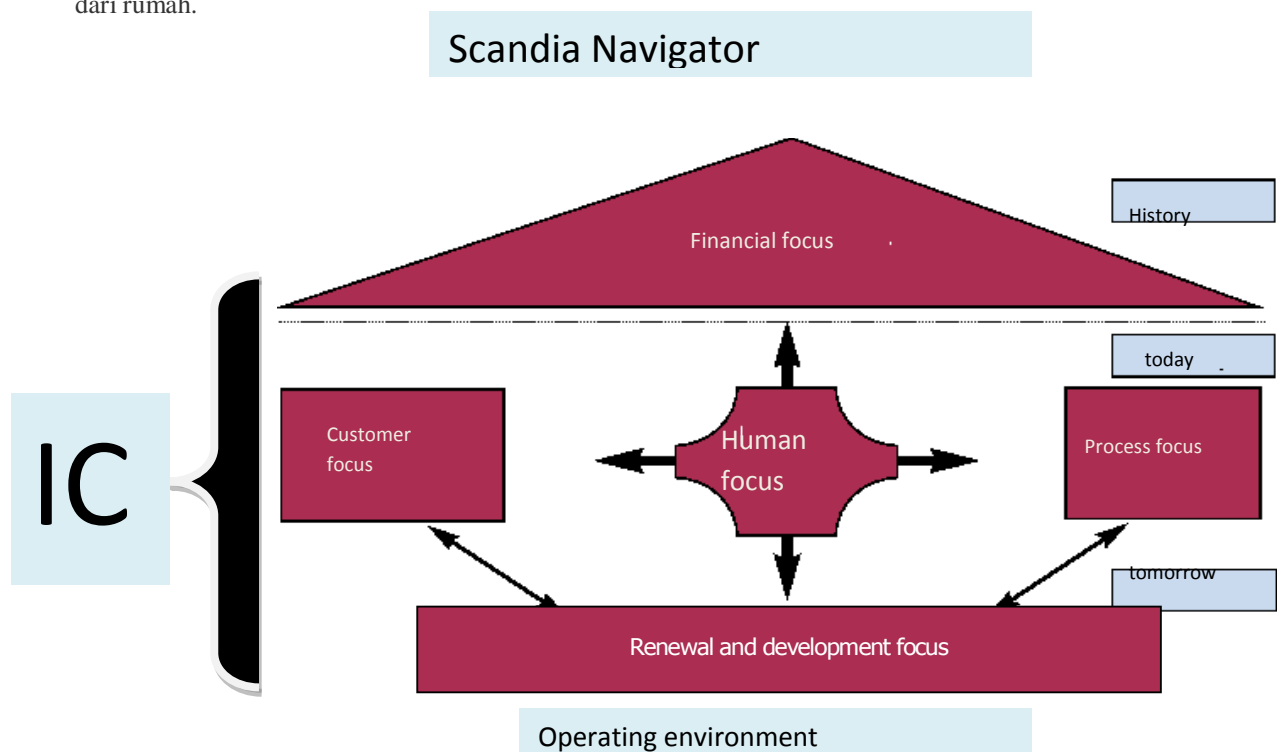 dari rumah.
Scandia Navigator
History
Financial focus
today
Customer
focus
Human
focus
Process focus
IC
tomorrow
Renewal and development focus
Operating environment